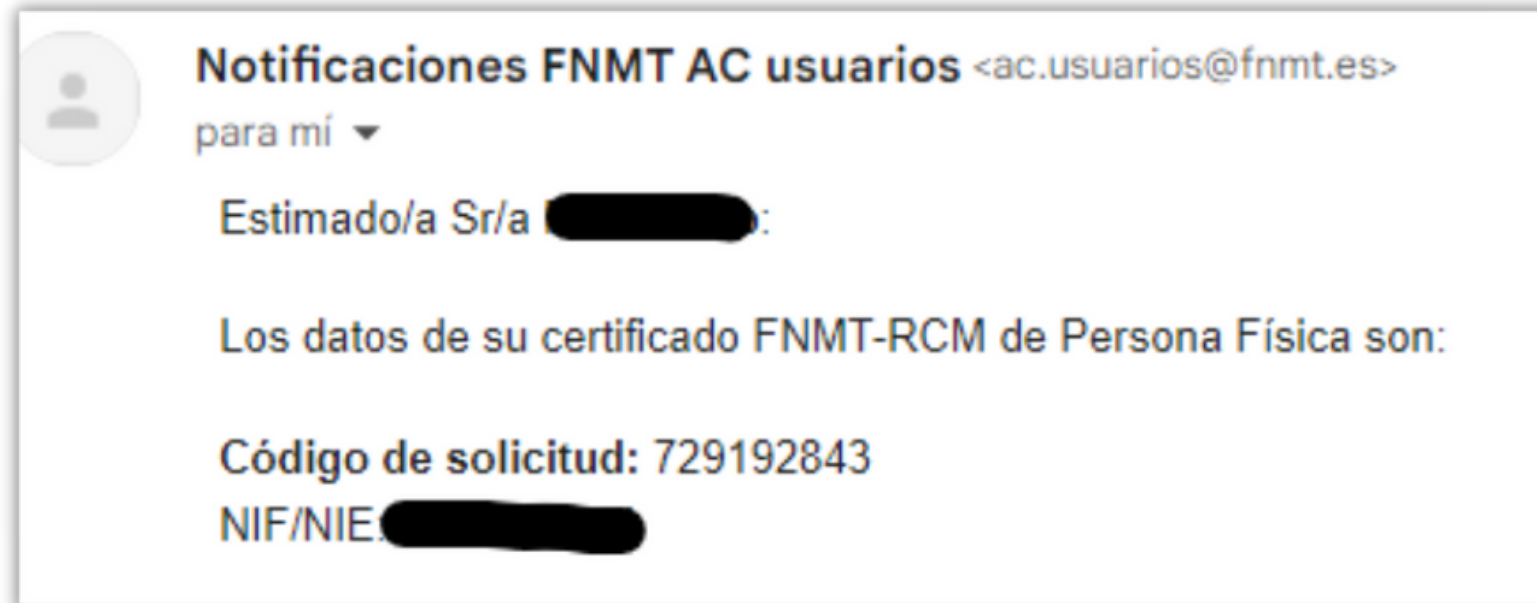 Notificaciones FNMT AC usuarios <ac.usuarios@fnmt.es>
para mí
Estimado/a Sr/a :
Los datos de su certificado FNMT-RCM de Persona Física son:
Código de solicitud: 729192843
NIF/NIE: